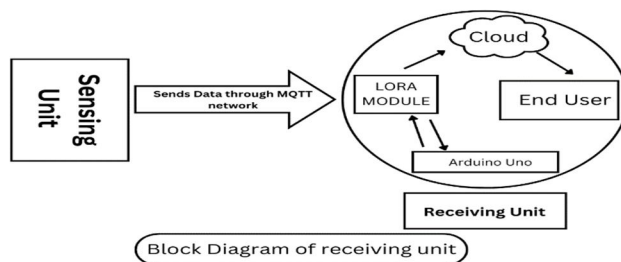 Sensing
Unit
Sends Data through MQTT
network
Cloud
LORA
MODULE
End User
Arduino Uno
Receiving Unit
Block Diagram of receiving unit